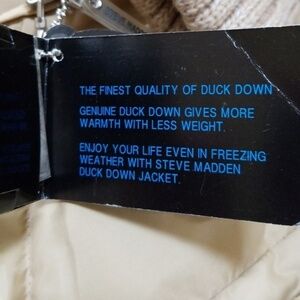 THE FINEST QUALITY OF DUCK DOWN
GENUINE DUCK DOWN GIVES MORE
WARMTH WITH LESS WEIGHT.
ENJOY YOUR LIFE EVEN IN FREEZING
WEATHER WITH STEVE MADDEN
DUCK DOWN JACKET.